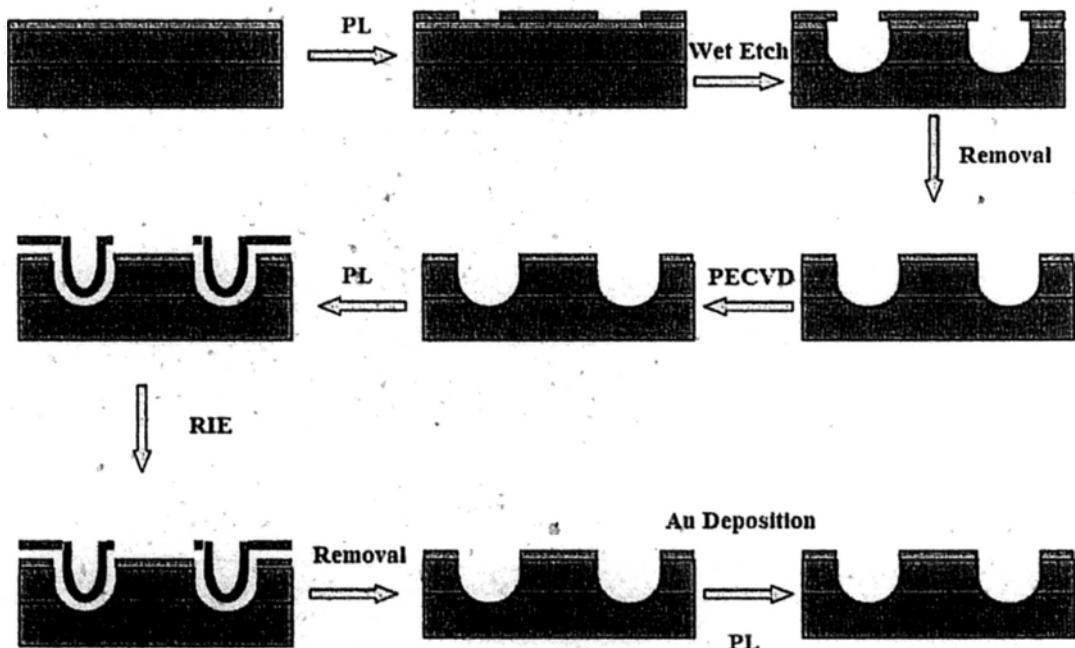 PL
Wet Etch
Removal
PECVD
PL
RIE
Removal
Au Deposition
PL